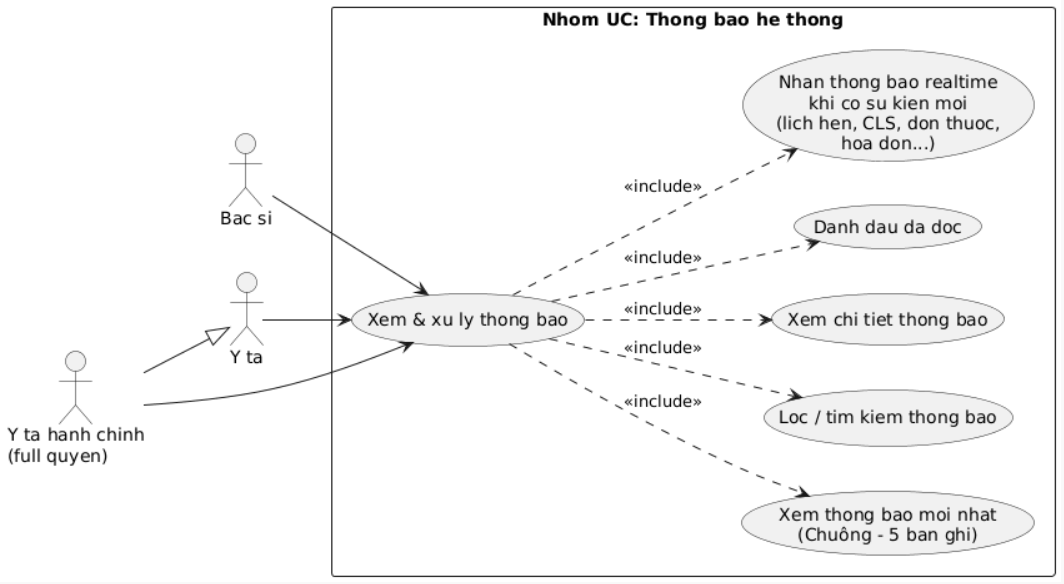 Nhom UC: Thong bao he thong
Nhan thong bao realtime
khi co su kien moi
(lich hen, CLS, don thuoc,
hoa don...)
«include»
Bac si
Danh dau da doc
«include»
Xem & xu ly thong bao
«include»
Xem chi tiet thong bao
Y ta
«include»
Loc / tim kiem thong bao
«include»
Y ta hanh chinh
(full quyen)
Xem thong bao moi nhat
(Chuông - 5 ban ghi)